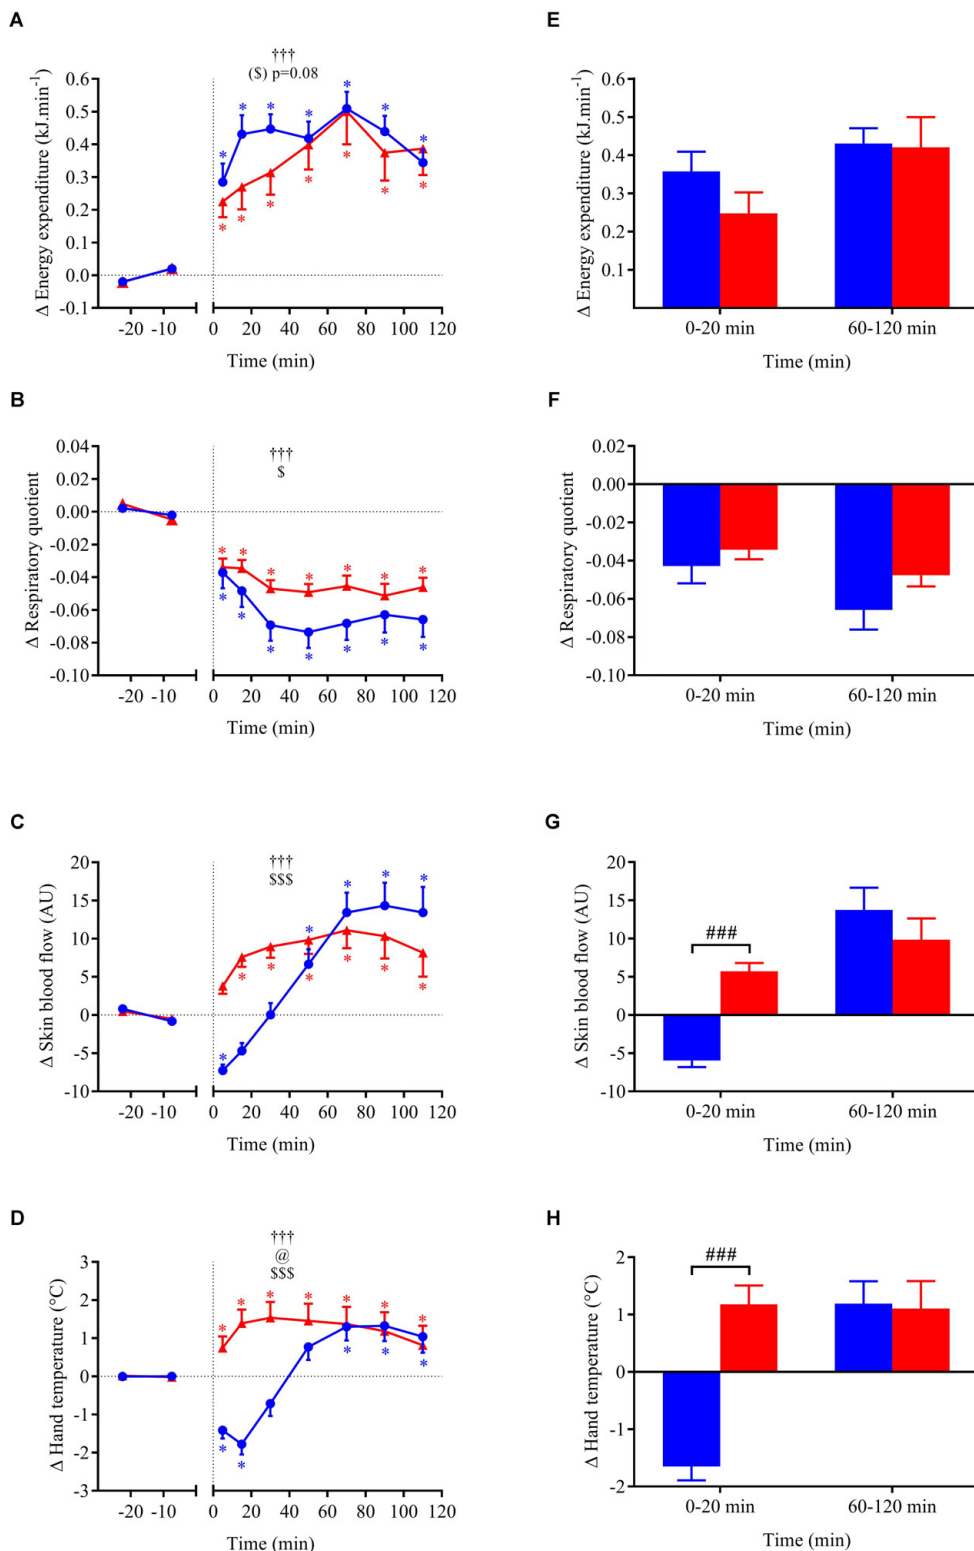 A
†††
($) p=0.08
Δ Energy expenditure (kJ.min⁻¹)
0.6
0.5
0.4
0.3
0.2
0.1
0.0
-0.1
* * * * * * *
* * * * * * *
-20 -10 0 20 40 60 80 100 120
Time (min)
E
Δ Energy expenditure (kJ.min⁻¹)
0.6
0.5
0.4
0.3
0.2
0.1
0-20 min 60-120 min
Time (min)
B
†††
$
Δ Respiratory quotient
0.04
0.02
0.00
-0.02
-0.04
-0.06
-0.08
-0.10
* * * * * * *
* * * * * * *
-20 -10 0 20 40 60 80 100 120
Time (min)
F
Δ Respiratory quotient
0.02
0.00
-0.02
-0.04
-0.06
-0.08
-0.10
0-20 min 60-120 min
Time (min)
C
†††
$$$
Δ Skin blood flow (AU)
20
15
10
5
0
-5
-10
* * * * *
* * * * * *
-20 -10 0 20 40 60 80 100 120
Time (min)
G
###
Δ Skin blood flow (AU)
20
15
10
5
0
-5
-10
0-20 min 60-120 min
Time (min)
D
†††
@
$$$
Δ Hand temperature (°C)
3
2
1
0
-1
-2
-3
* * * * * * *
* * * * *
-20 -10 0 20 40 60 80 100 120
Time (min)
H
###
Δ Hand temperature (°C)
2
1
0
-1
-2
0-20 min 60-120 min
Time (min)